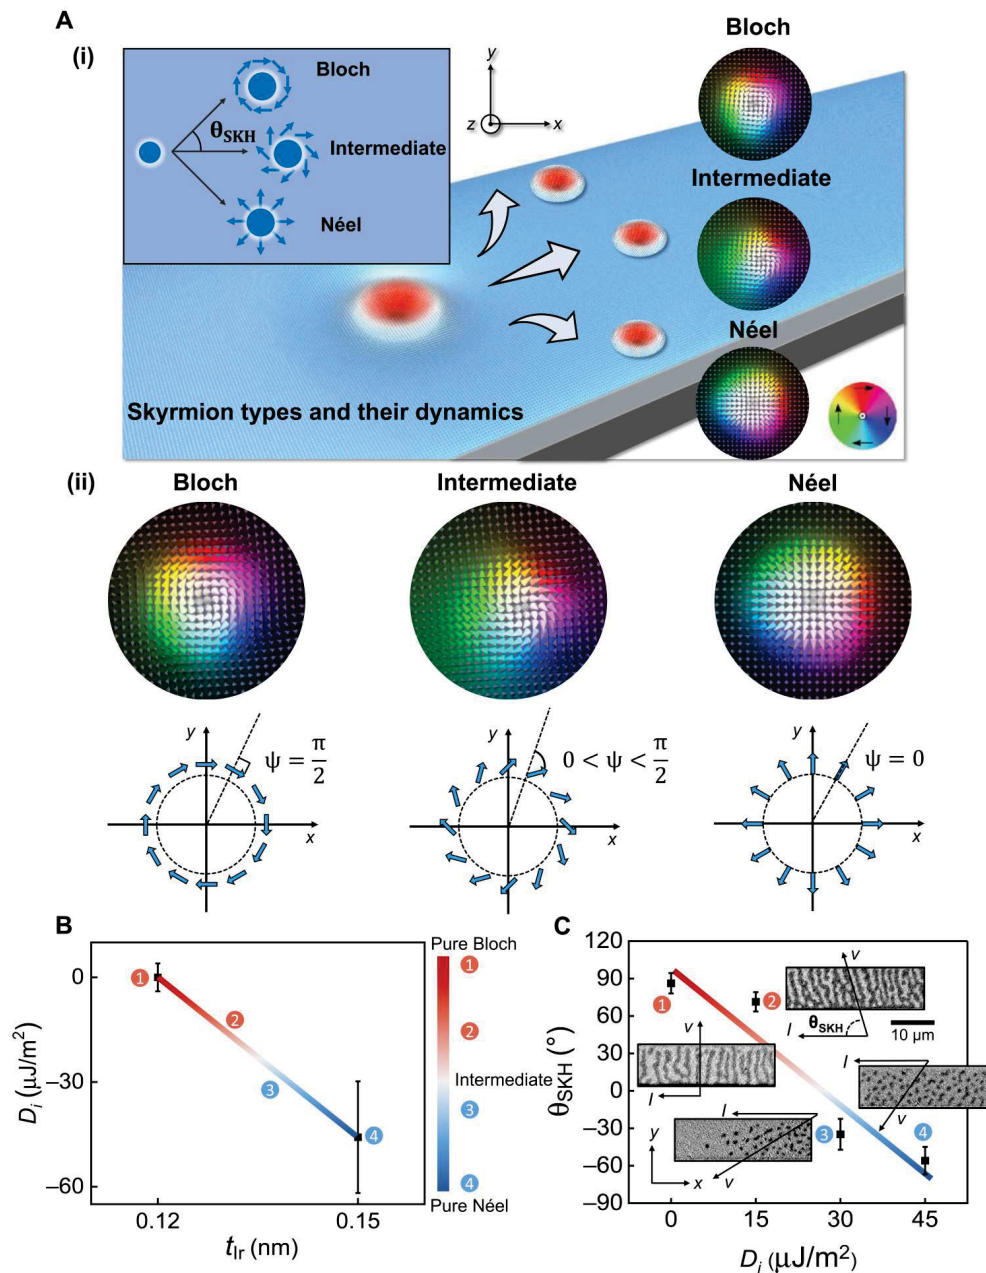 A
(i)
Bloch
θSKH
Intermediate
Néel
y
z
x
Bloch
Intermediate
Néel
Skyrmion types and their dynamics
(ii)
Bloch
Intermediate
Néel
y
ψ = π/2
x
y
0 < ψ < π/2
x
y
ψ = 0
x
B
0
−30
−60
Di (μJ/m²)
1
2
3
4
0.12
0.15
tIr (nm)
Pure Bloch
1
2
Intermediate
3
4
Pure Néel
C
120
90
60
30
0
−30
−60
−90
θSKH (°)
1
2
3
4
v
I
θSKH
10 μm
v
I
I
v
I
v
y
x
0
15
30
45
Di (μJ/m²)